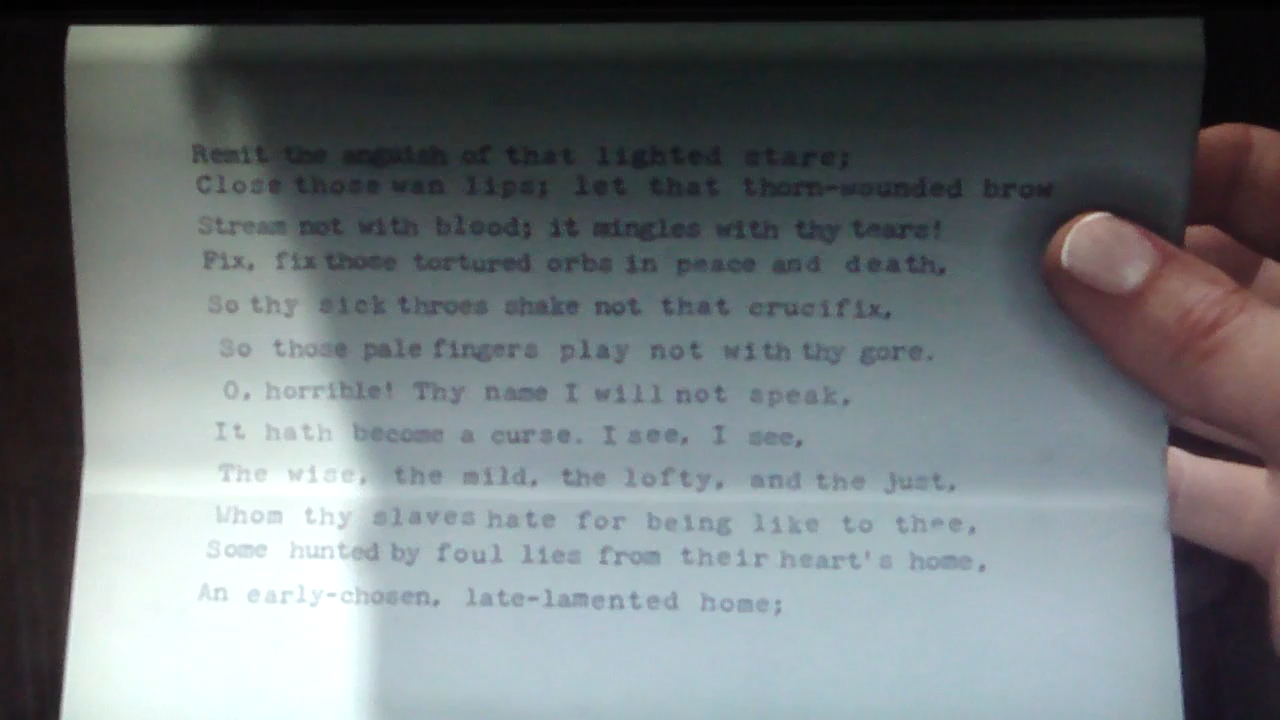 Remit the anguish of that lighted stare;
Close those wan lips; let that thorn-wounded brow
Stream not with blood; it mingles with thy tears!
Fix, fix those tortured orbs in peace and death,
So thy sick throes shake not that crucifix,
So those pale fingers play not with thy gore.
O, horrible! Thy name I will not speak,
It hath become a curse. I see, I see,
The wise, the mild, the lofty, and the just,
Whom thy slaves hate for being like to thee,
Some hunted by foul lies from their heart's home,
An early-chosen, late-lamented home;